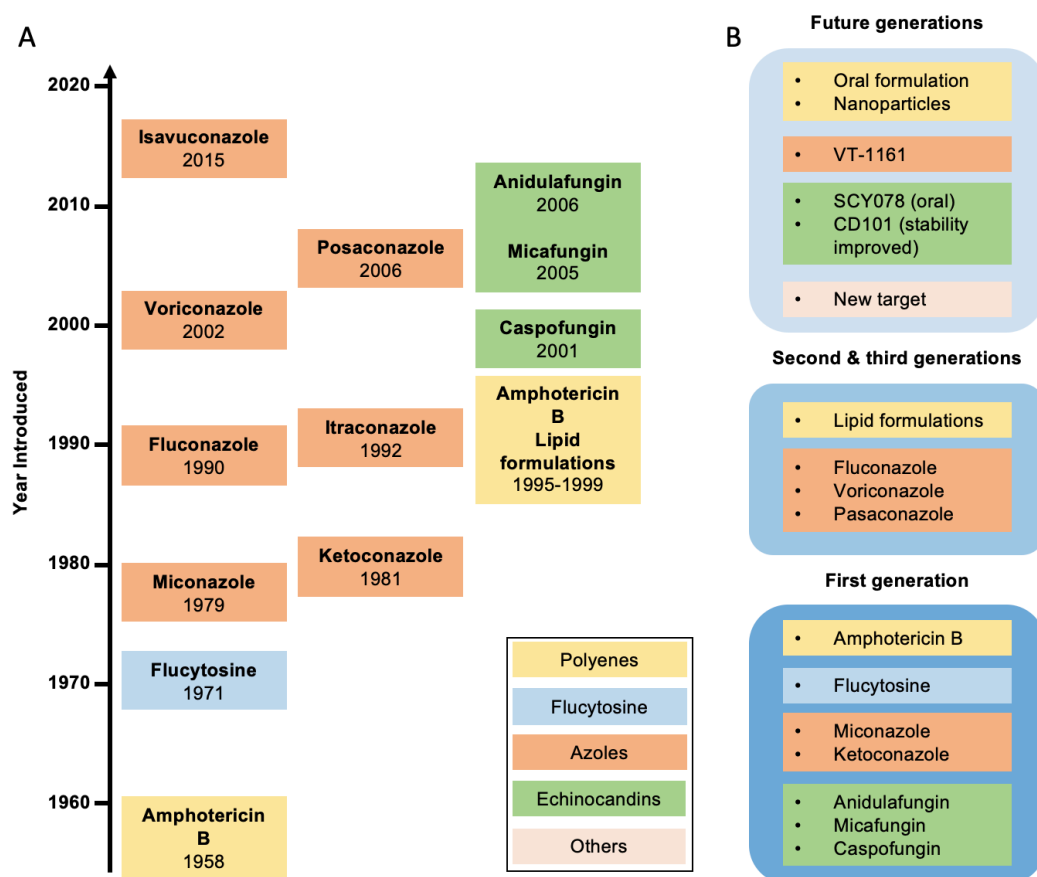 A
Year Introduced
2020
2010
2000
1990
1980
1970
1960
Isavuconazole
2015
Voriconazole
2002
Fluconazole
1990
Miconazole
1979
Flucytosine
1971
Amphotericin
B
1958
Posaconazole
2006
Itraconazole
1992
Ketoconazole
1981
Anidulafungin
2006
Micafungin
2005
Caspofungin
2001
Amphotericin
B
Lipid
formulations
1995-1999
Polyenes
Flucytosine
Azoles
Echinocandins
Others
B
Future generations
• Oral formulation
• Nanoparticles
• VT-1161
• SCY078 (oral)
• CD101 (stability
improved)
• New target
Second & third generations
• Lipid formulations
• Fluconazole
• Voriconazole
• Pasaconazole
First generation
• Amphotericin B
• Flucytosine
• Miconazole
• Ketoconazole
• Anidulafungin
• Micafungin
• Caspofungin